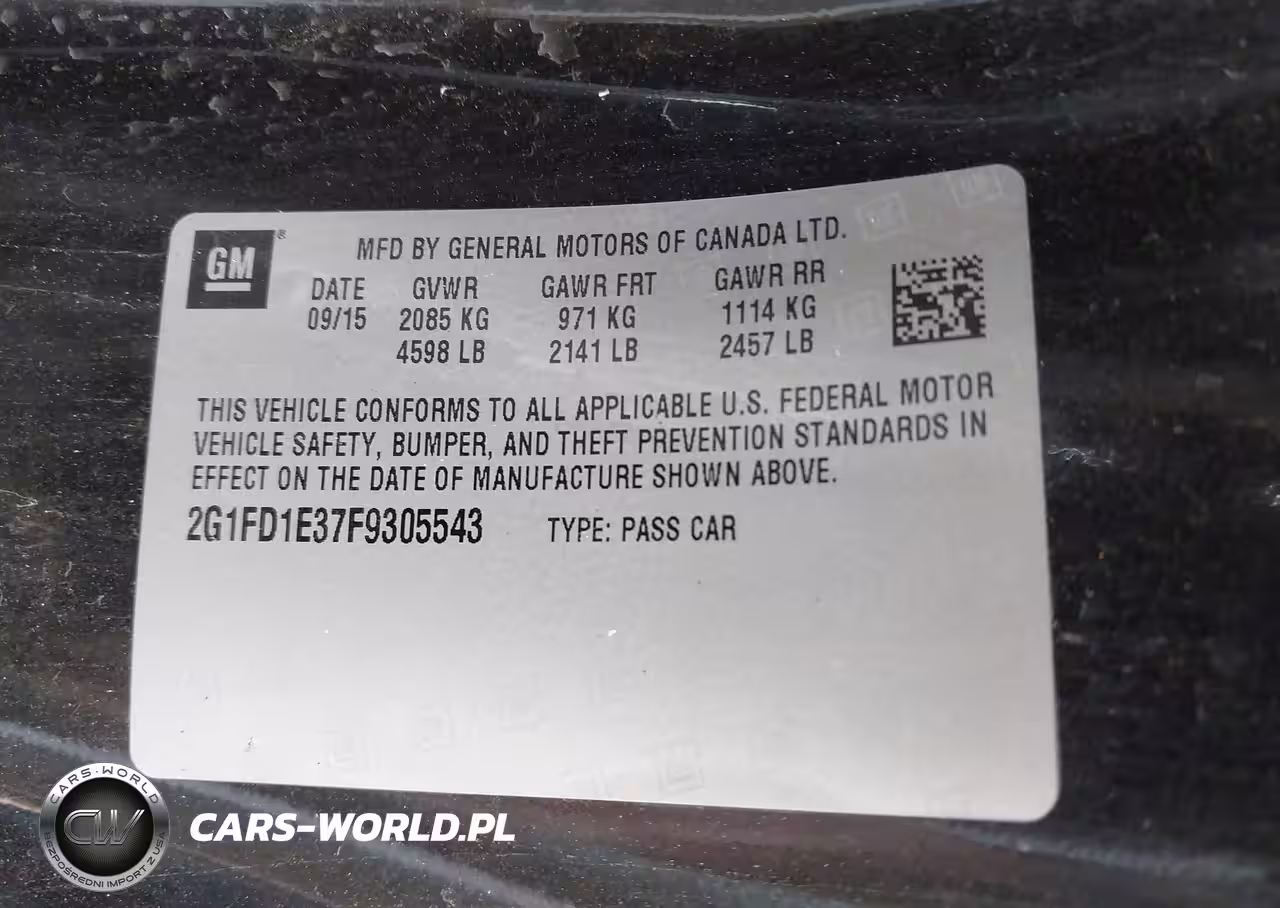 GM ®
MFD BY GENERAL MOTORS OF CANADA LTD.
DATE GVWR GAWR FRT GAWR RR
09/15 2085 KG 971 KG 1114 KG
4598 LB 2141 LB 2457 LB
THIS VEHICLE CONFORMS TO ALL APPLICABLE U.S. FEDERAL MOTOR
VEHICLE SAFETY, BUMPER, AND THEFT PREVENTION STANDARDS IN
EFFECT ON THE DATE OF MANUFACTURE SHOWN ABOVE.
2G1FD1E37F9305543 TYPE: PASS CAR
CARS-WORLD
CW
BEZPOŚREDNI IMPORT Z USA
CARS-WORLD.PL